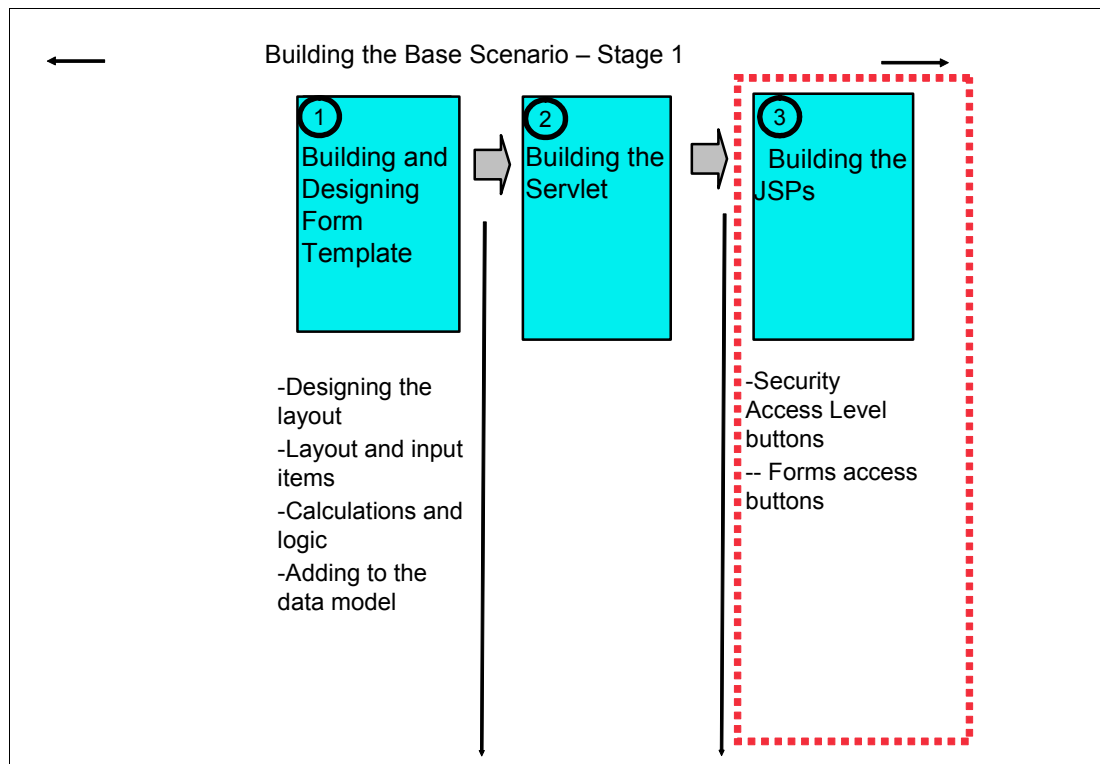 Building the Base Scenario – Stage 1
1
Building and
Designing
Form
Template
2
Building the
Servlet
3
Building the
JSPs
-Designing the
layout
-Layout and input
items
-Calculations and
logic
-Adding to the
data model
-Security
Access Level
buttons
-- Forms access
buttons